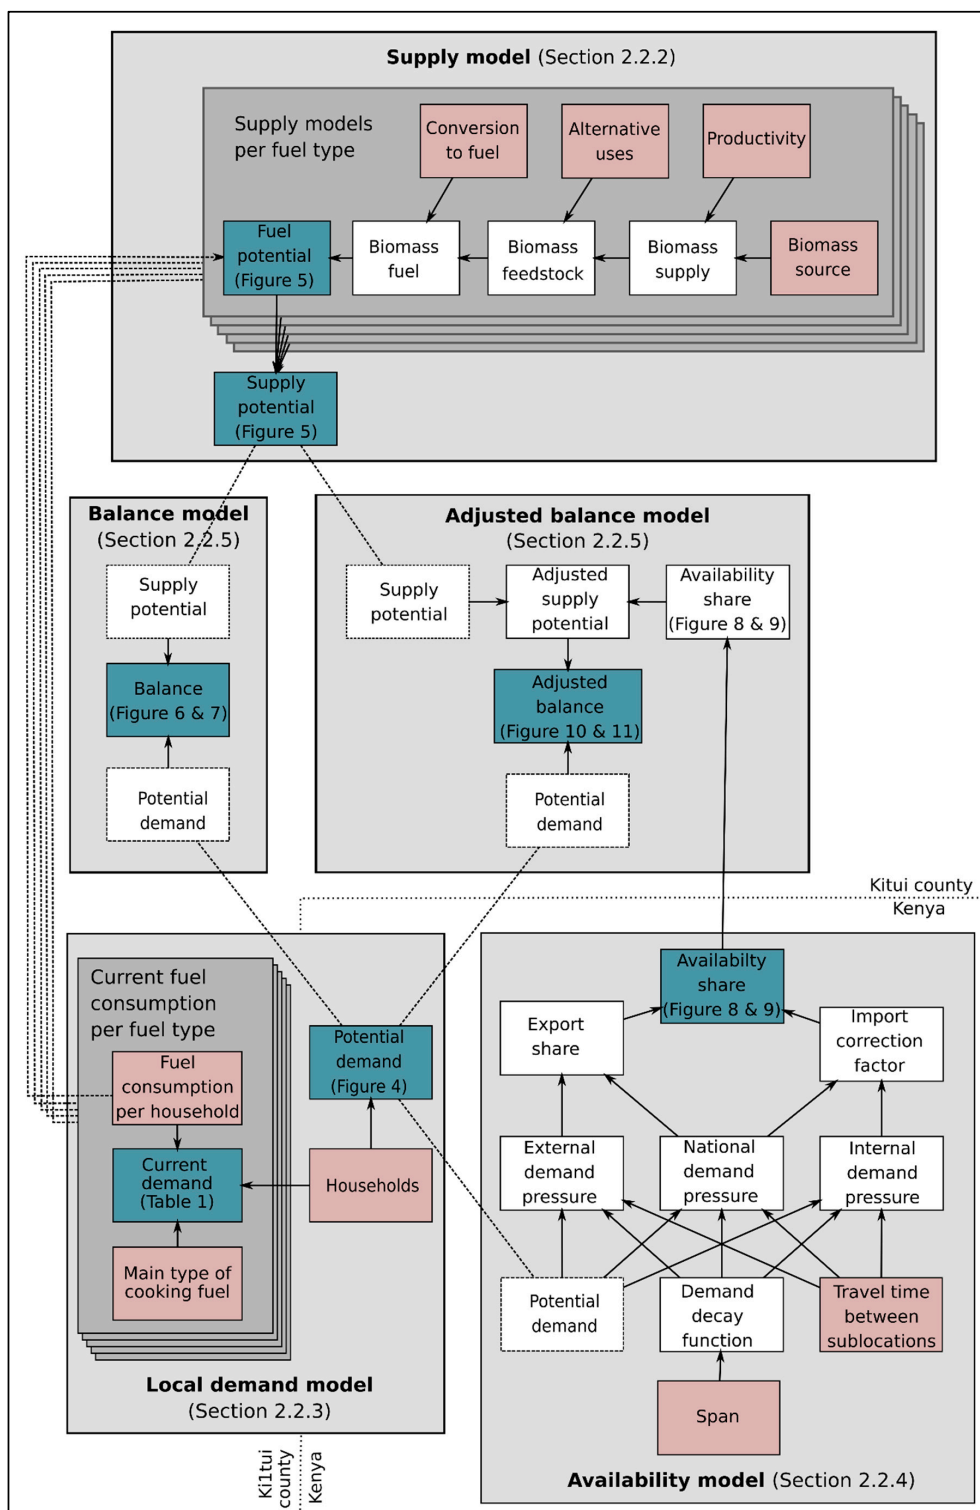 Supply model (Section 2.2.2)
Supply models
per fuel type
Conversion
to fuel
Alternative
uses
Productivity
Fuel
potential
(Figure 5)
Biomass
fuel
Biomass
feedstock
Biomass
supply
Biomass
source
Supply
potential
(Figure 5)
Balance model
(Section 2.2.5)
Supply
potential
Balance
(Figure 6 & 7)
Potential
demand
Adjusted balance model
(Section 2.2.5)
Supply
potential
Adjusted
supply
potential
Availability
share
(Figure 8 & 9)
Adjusted
balance
(Figure 10 & 11)
Potential
demand
Kitui county
Kenya
Current fuel
consumption
per fuel type
Fuel
consumption
per household
Current
demand
(Table 1)
Main type of
cooking fuel
Potential
demand
(Figure 4)
Households
Local demand model
(Section 2.2.3)
Ki1tui
county
Kenya
Availabilty
share
(Figure 8 & 9)
Export
share
Import
correction
factor
External
demand
pressure
National
demand
pressure
Internal
demand
pressure
Potential
demand
Demand
decay
function
Travel time
between
sublocations
Span
Availability model (Section 2.2.4)